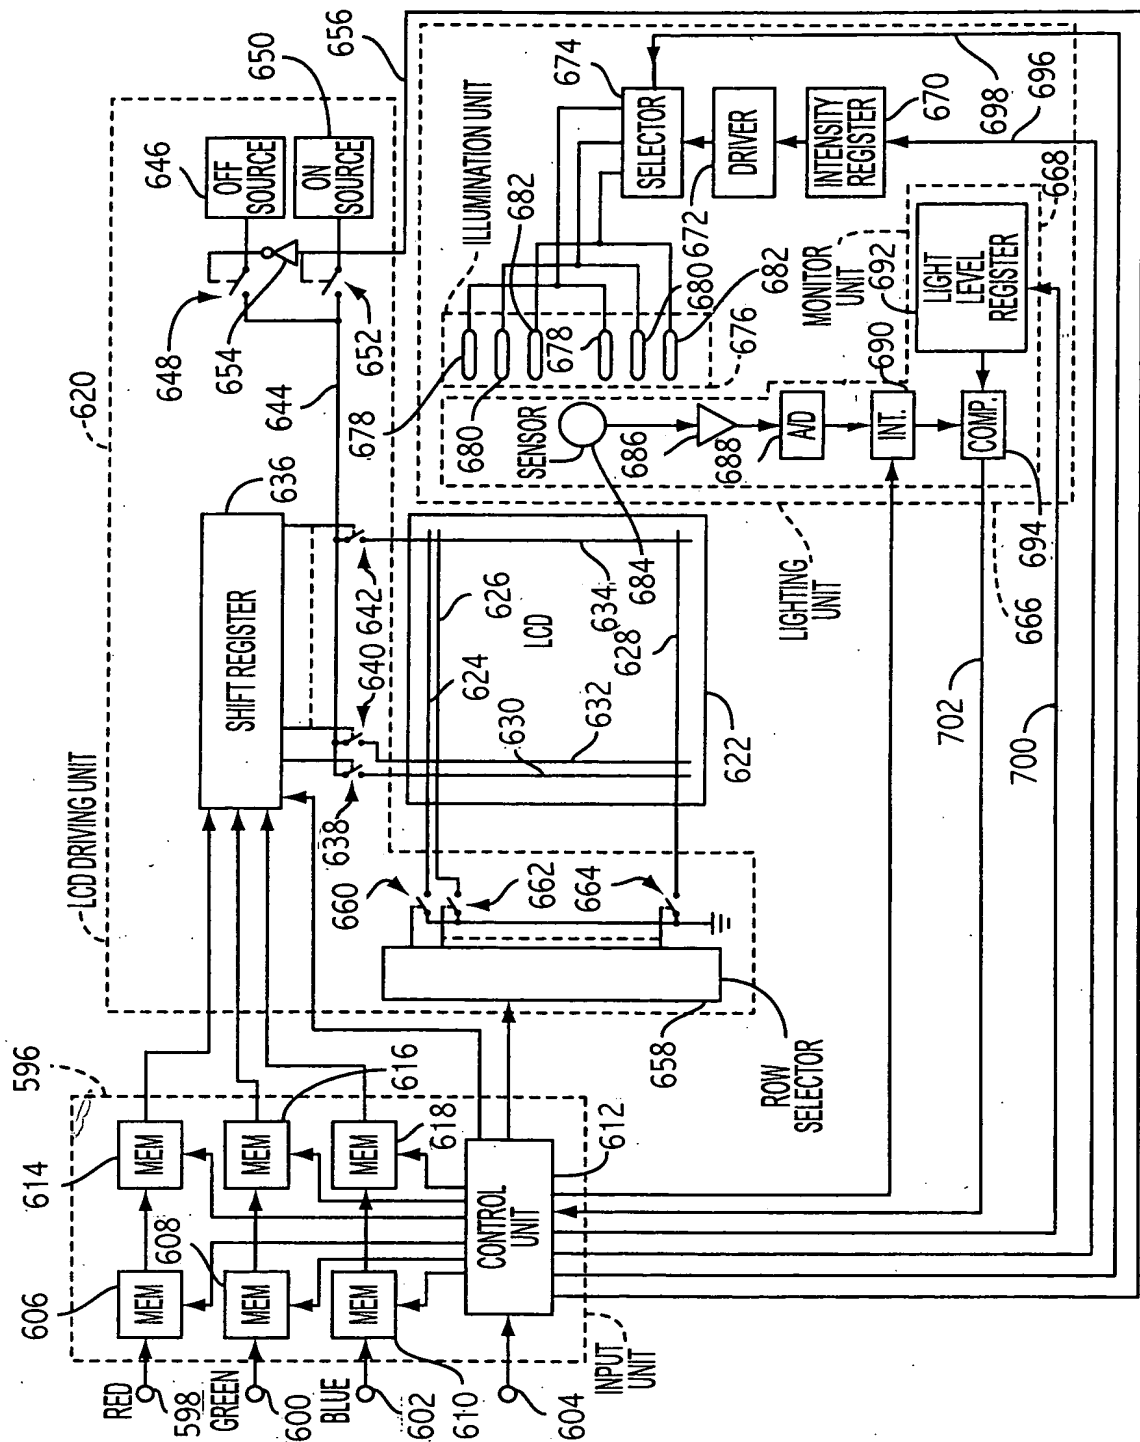 596
INPUT
UNIT
RED
598
GREEN
600
BLUE
602
604
606
MEM
608
MEM
610
MEM
614
MEM
616
MEM
618
MEM
612
CONTROL
UNIT
LCD DRIVING UNIT
620
636
SHIFT REGISTER
638
640
642
644
646
OFF
SOURCE
648
650
ON
SOURCE
652
654
656
658
ROW
SELECTOR
660
662
664
622
LCD
624
626
628
630
632
634
LIGHTING
UNIT
666
668
ILLUMINATION UNIT
674
SELECTOR
672
DRIVER
670
INTENSITY
REGISTER
676
678
680
682
678
680
682
SENSOR
684
686
688
A/D
690
INT.
MONITOR
UNIT
692
LIGHT
LEVEL
REGISTER
694
COMP.
696
698
700
702